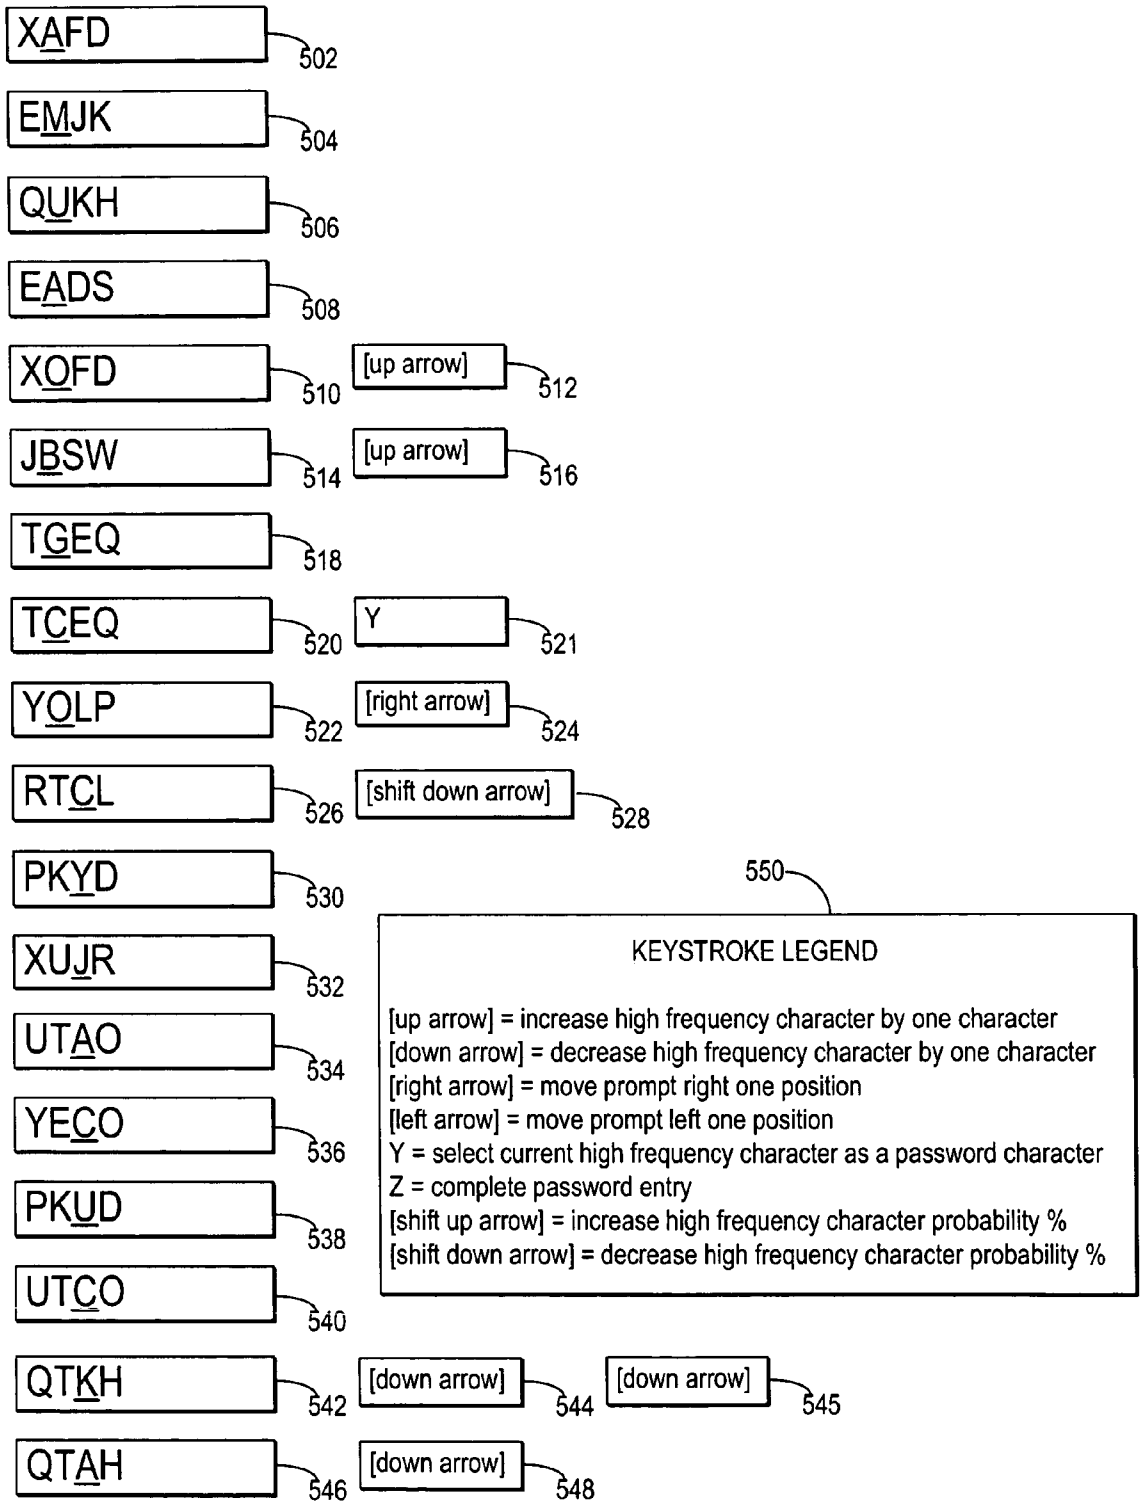 XAFD
502
EMJK
504
QUKH
506
EADS
508
XOFD
510
[up arrow]
512
JBSW
514
[up arrow]
516
TGEQ
518
TCEQ
520
Y
521
YOLP
522
[right arrow]
524
RTCL
526
[shift down arrow]
528
PKYD
530
XUJR
532
UTAO
534
YECO
536
PKUD
538
UTCO
540
550
KEYSTROKE LEGEND
[up arrow] = increase high frequency character by one character
[down arrow] = decrease high frequency character by one character
[right arrow] = move prompt right one position
[left arrow] = move prompt left one position
Y = select current high frequency character as a password character
Z = complete password entry
[shift up arrow] = increase high frequency character probability %
[shift down arrow] = decrease high frequency character probability %
QTKH
542
[down arrow]
544
[down arrow]
545
QTAH
546
[down arrow]
548